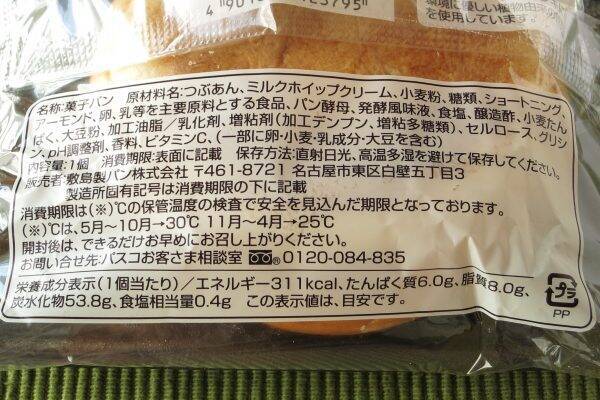 環境に優しい植物由来
を使用しています
名称:菓子パン 原材料名:つぶあん、ミルクホイップクリーム、小麦粉、糖類、ショートニング、
アーモンド、卵、乳等を主要原料とする食品、パン酵母、発酵風味液、食塩、醸造酢、小麦たん
ぱく、大豆粉、加工油脂/乳化剤、増粘剤(加工デンプン、増粘多糖類)、セルロース、グリシ
ン、pH調整剤、香料、ビタミンC、(一部に卵・小麦・乳成分・大豆を含む)
内容量:1個 消費期限:表面に記載 保存方法:直射日光、高温多湿を避けて保存してください。
販売者:敷島製パン株式会社 〒461-8721 名古屋市東区白壁五丁目3
製造所固有記号は消費期限の下に記載
消費期限は(※)℃の保管温度の検査で安全を見込んだ期限となっております。
(※)℃は、5月~10月→30℃ 11月~4月→25℃
開封後は、できるだけお早めにお召し上がりください。
お問い合せ先:パスコお客さま相談室 ®0120-084-835
栄養成分表示(1個当たり)/エネルギー311kcal、たんぱく質6.0g、脂質8.0g、
炭水化物53.8g、食塩相当量0.4g この表示値は、目安です。
プラ
PP